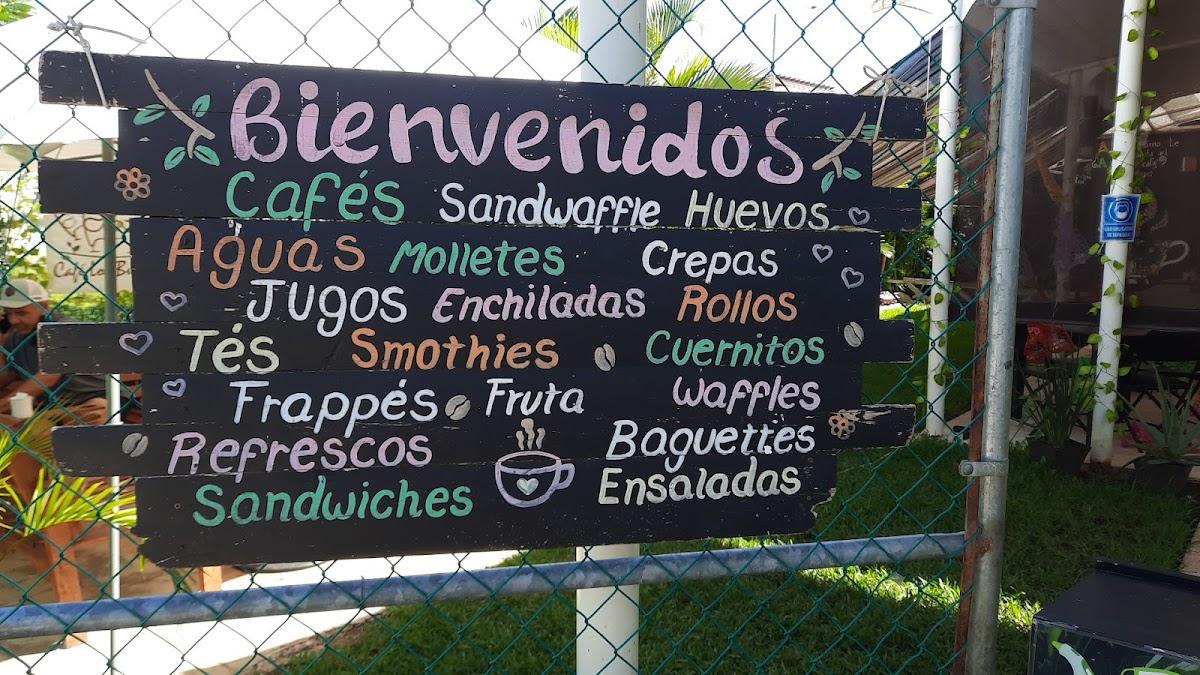 Bienvenidos
Cafés Sandwaffle Huevos
Aguas Molletes Crepas
Jugos Enchiladas Rollos
Tés Smothies Cuernitos
Frappés Fruta Waffles
Refrescos Baguettes
Sandwiches Ensaladas